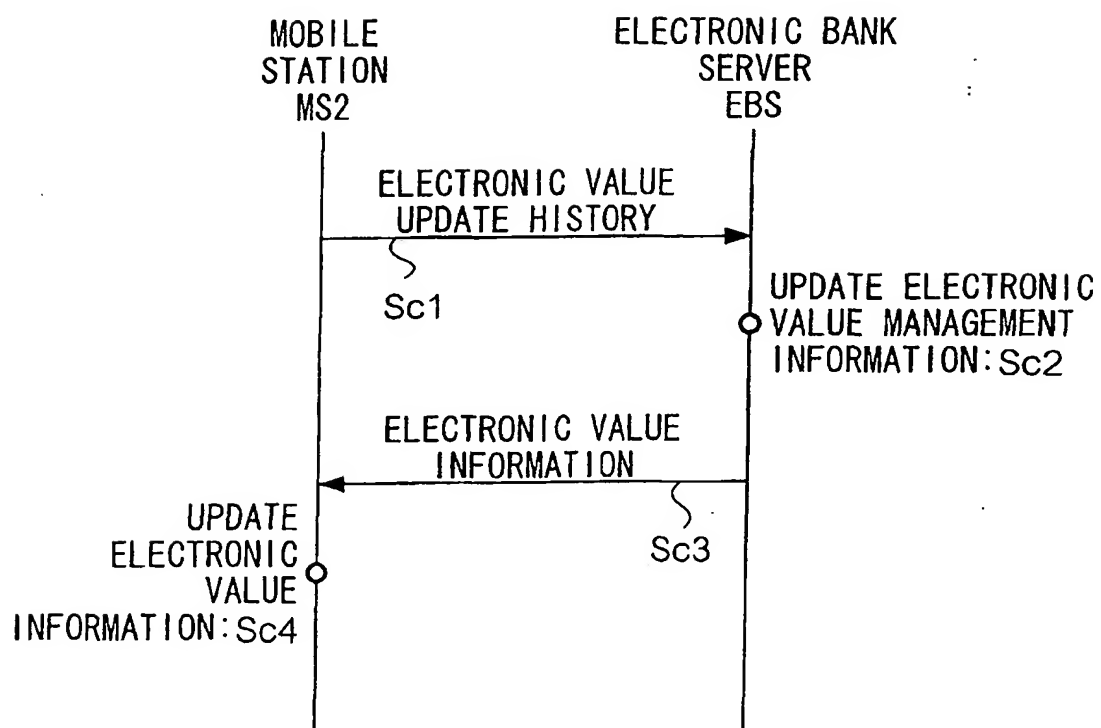 MOBILE
STATION
MS2
ELECTRONIC BANK
SERVER
EBS
ELECTRONIC VALUE
UPDATE HISTORY
Sc1
UPDATE ELECTRONIC
VALUE MANAGEMENT
INFORMATION:Sc2
ELECTRONIC VALUE
INFORMATION
Sc3
UPDATE
ELECTRONIC
VALUE
INFORMATION:Sc4